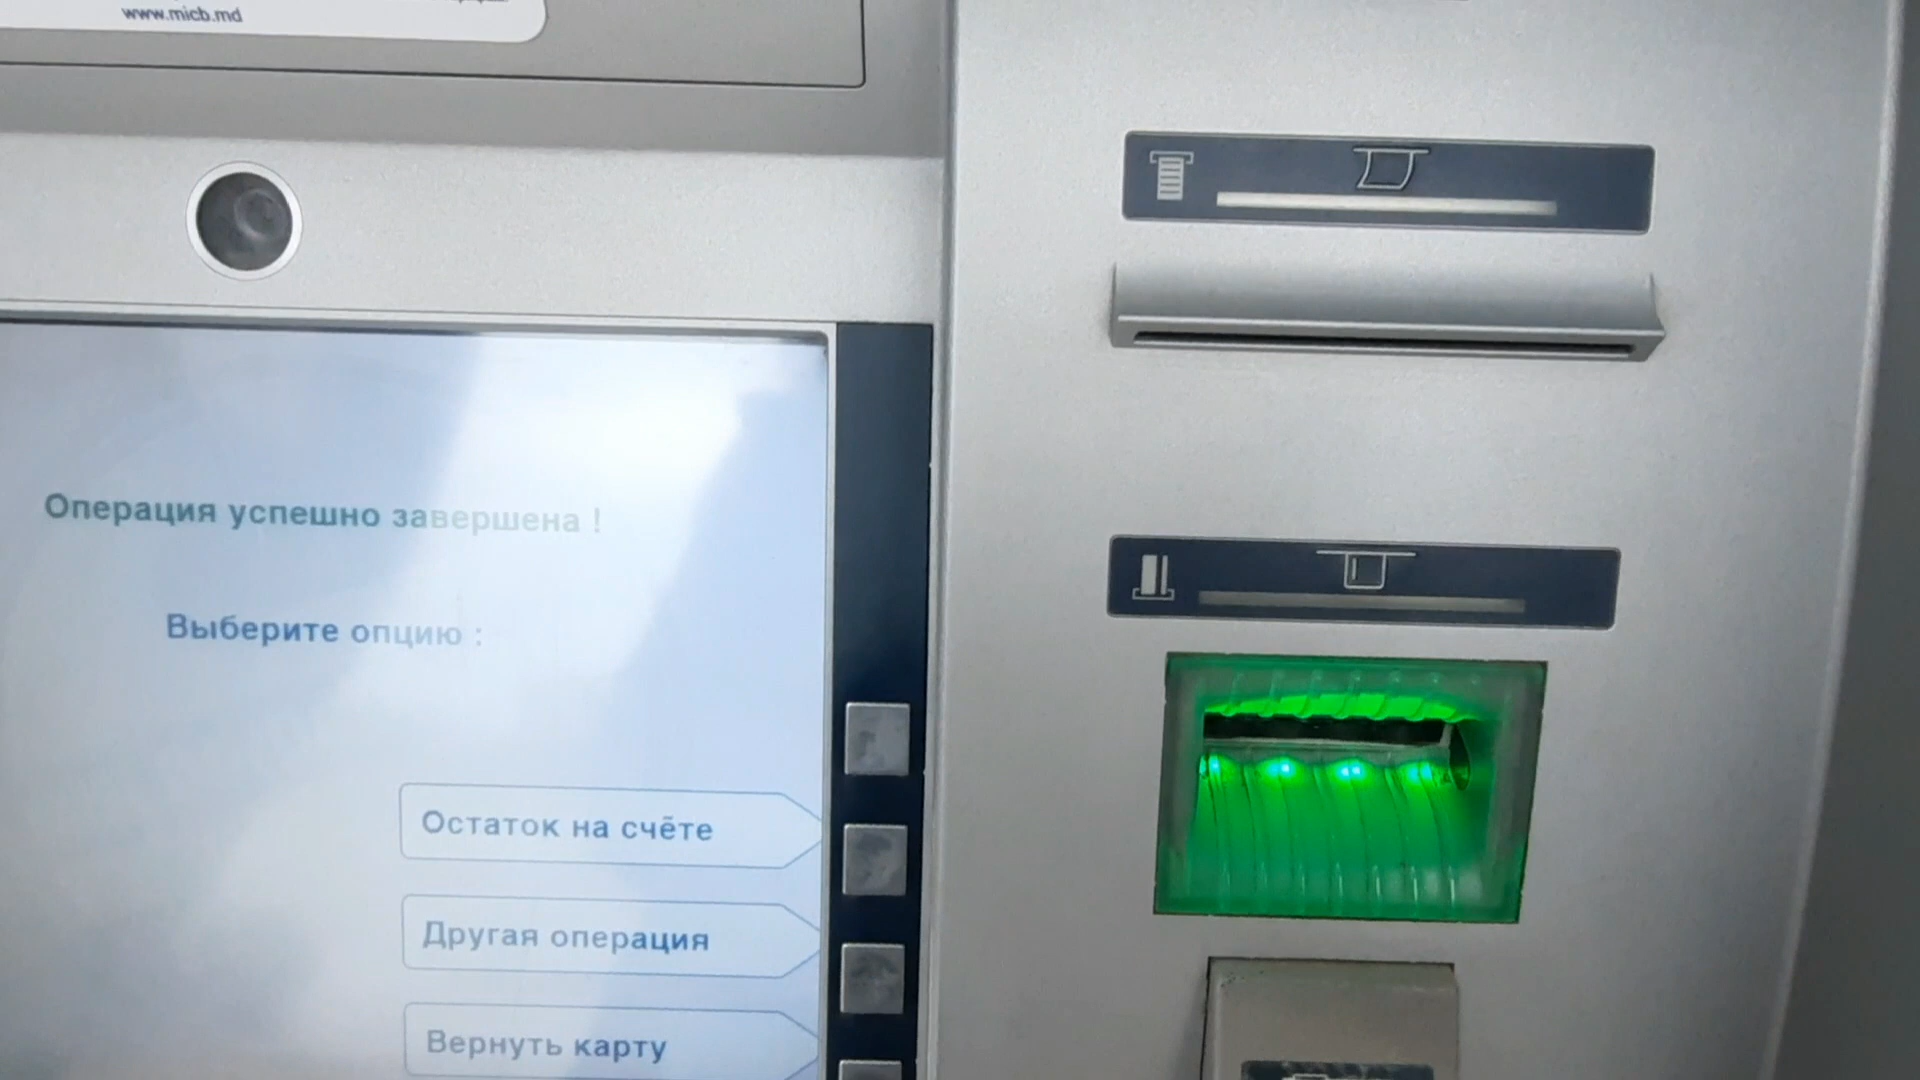 www.micb.md
Операция успешно завершена !
Выберите опцию :
Остаток на счёте
Другая операция
Вернуть карту